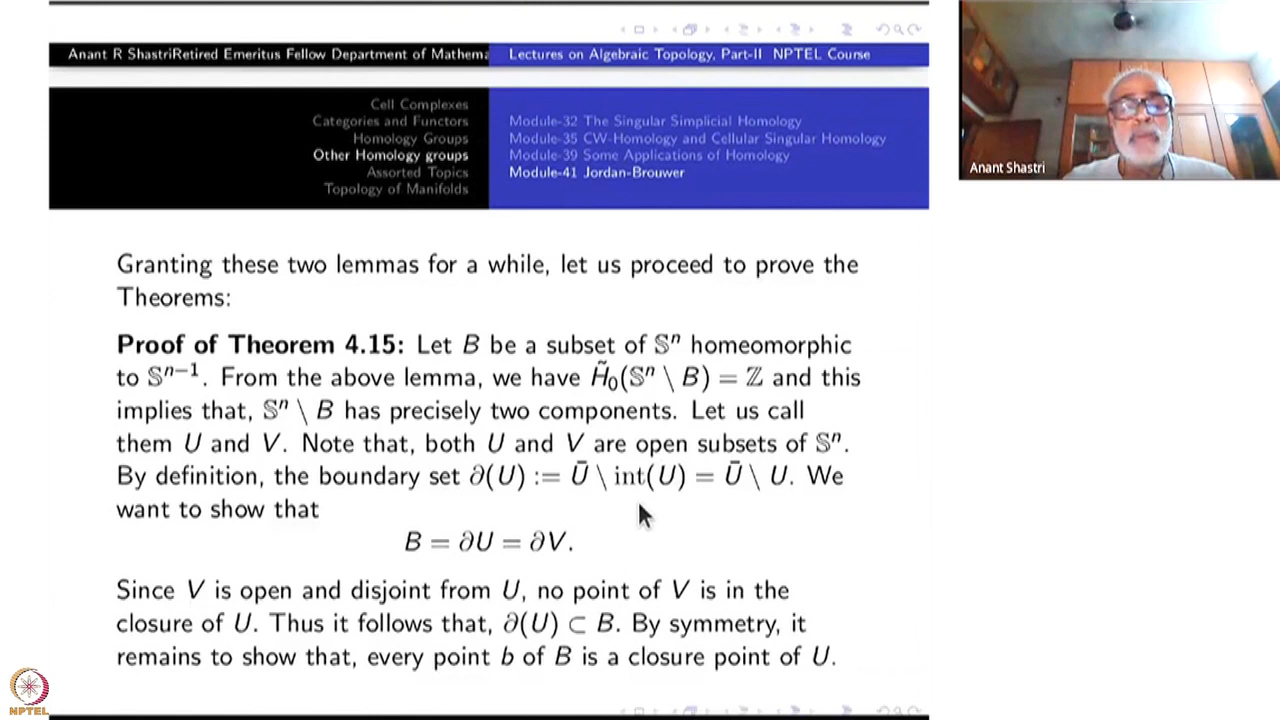 Anant R ShastriRetired Emeritus Fellow Department of Mathema
Lectures on Algebraic Topology, Part-II NPTEL Course
Cell Complexes
Categories and Functors
Homology Groups
Other Homology groups
Assorted Topics
Topology of Manifolds
Module-32 The Singular Simplicial Homology
Module-35 CW-Homology and Cellular Singular Homology
Module-39 Some Applications of Homology
Module-41 Jordan-Brouwer
Anant Shastri
Granting these two lemmas for a while, let us proceed to prove the
Theorems:
Proof of Theorem 4.15: Let B be a subset of 𝕊ⁿ homeomorphic
to 𝕊ⁿ⁻¹. From the above lemma, we have H̃₀(𝕊ⁿ \ B) = ℤ and this
implies that, 𝕊ⁿ \ B has precisely two components. Let us call
them U and V. Note that, both U and V are open subsets of 𝕊ⁿ.
By definition, the boundary set ∂(U) := Ū \ int(U) = Ū \ U. We
want to show that
B = ∂U = ∂V.
Since V is open and disjoint from U, no point of V is in the
closure of U. Thus it follows that, ∂(U) ⊂ B. By symmetry, it
remains to show that, every point b of B is a closure point of U.
NPTEL